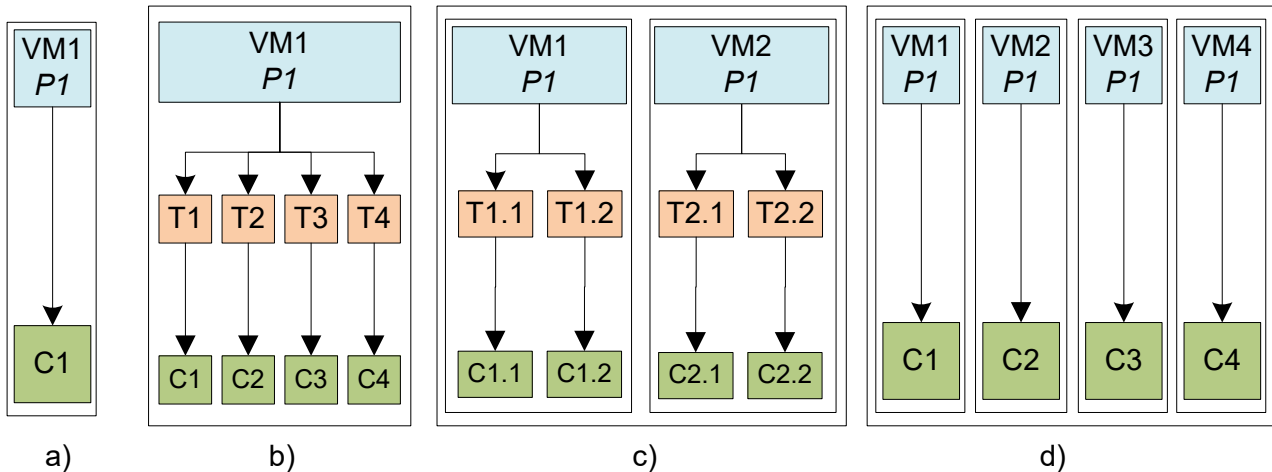 VM1
P1
C1
a)
VM1
P1
T1 T2 T3 T4
C1 C2 C3 C4
b)
VM1
P1
T1.1 T1.2
C1.1 C1.2
VM2
P1
T2.1 T2.2
C2.1 C2.2
c)
VM1
P1
C1
VM2
P1
C2
VM3
P1
C3
VM4
P1
C4
d)